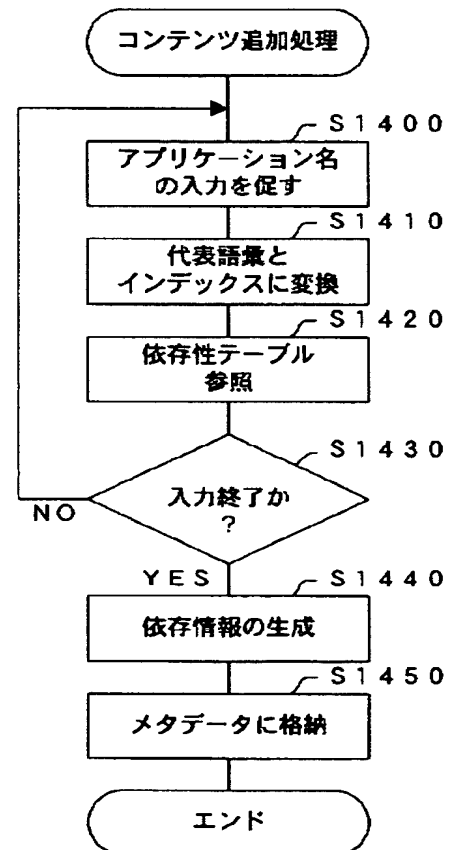 コンテンツ追加処理
S1400
アプリケーション名
の入力を促す
S1410
代表語彙と
インデックスに変換
S1420
依存性テーブル
参照
S1430
入力終了か
?
NO
YES
S1440
依存情報の生成
S1450
メタデータに格納
エンド